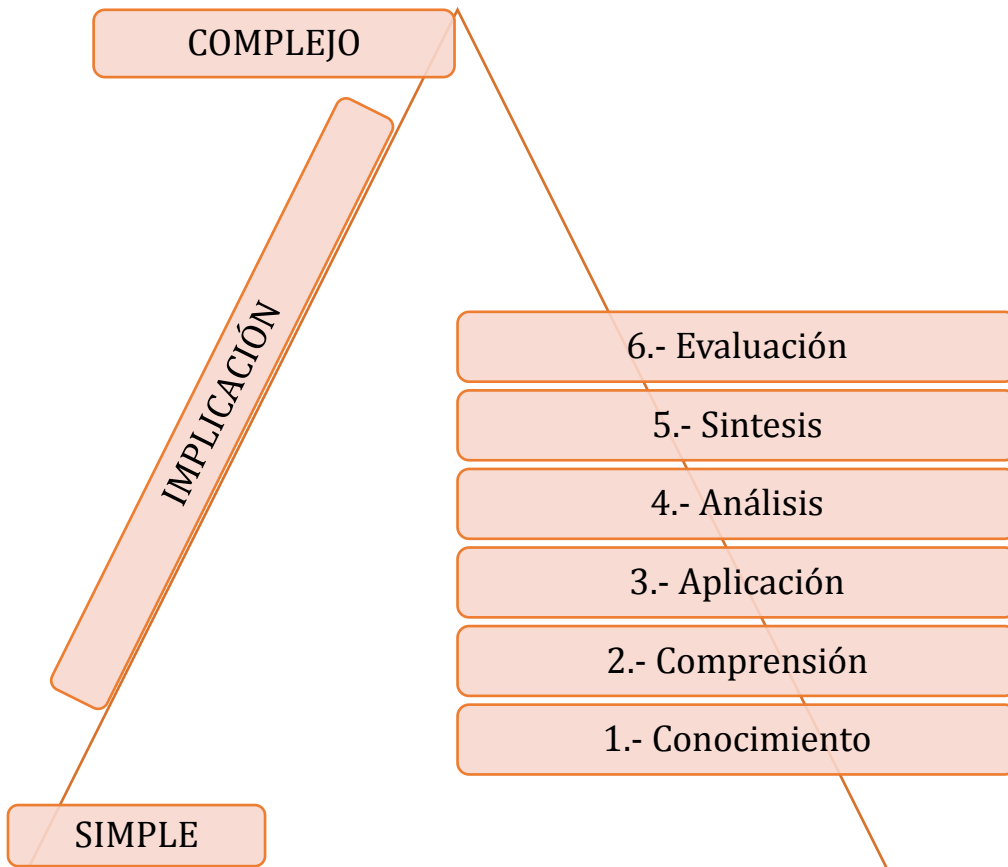 COMPLEJO
IMPLICACIÓN
6.- Evaluación
5.- Sintesis
4.- Análisis
3.- Aplicación
2.- Comprensión
1.- Conocimiento
SIMPLE